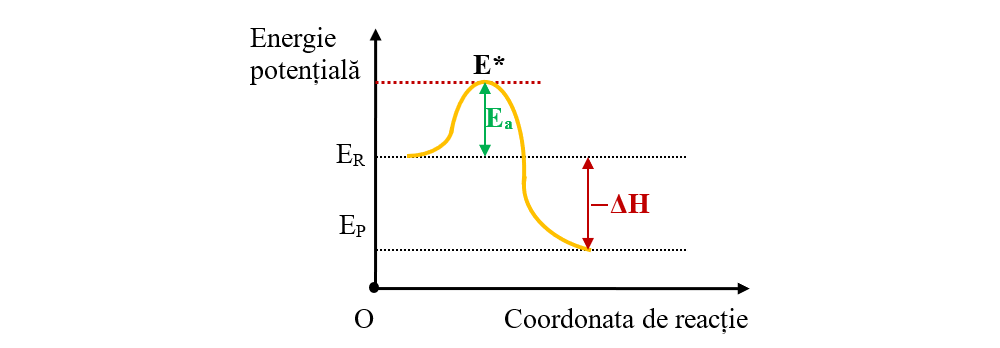 Energie
potențială
E*
Ea
ER
–ΔH
EP
O
Coordonata de reacție